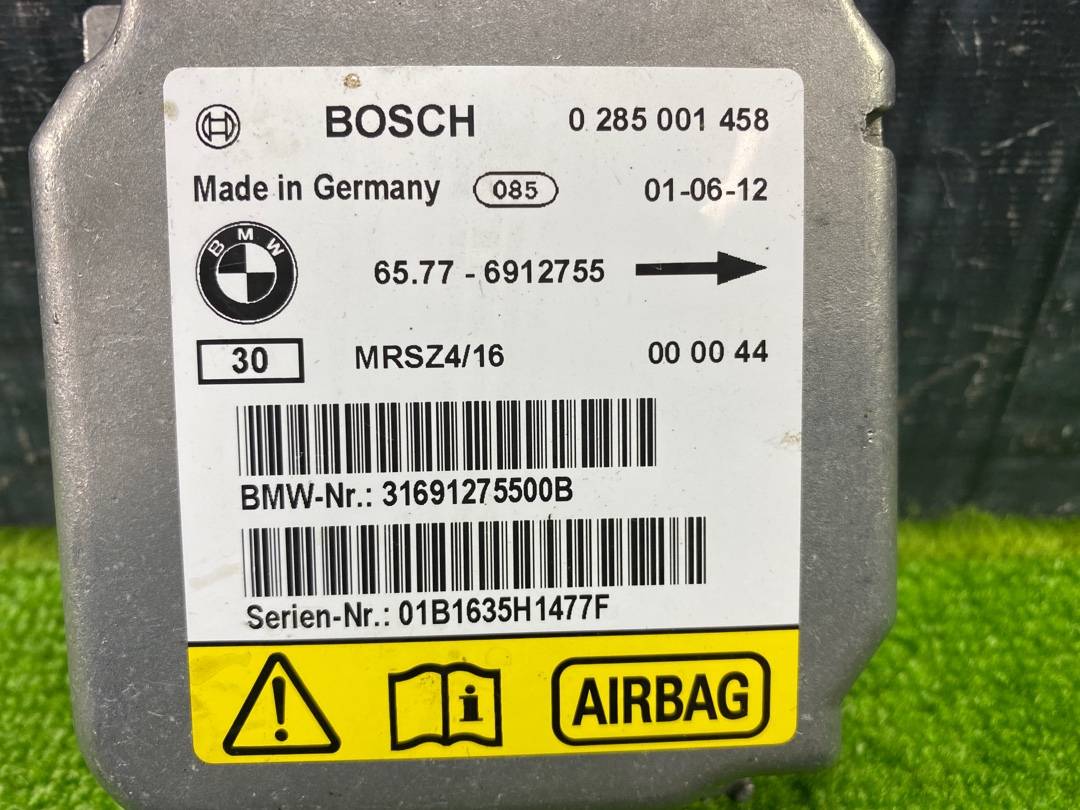 BOSCH 0 285 001 458
Made in Germany 085 01-06-12
BMW
65.77 - 6912755
30 MRSZ4/16 00 00 44
BMW-Nr.: 31691275500B
Serien-Nr.: 01B1635H1477F
i AIRBAG